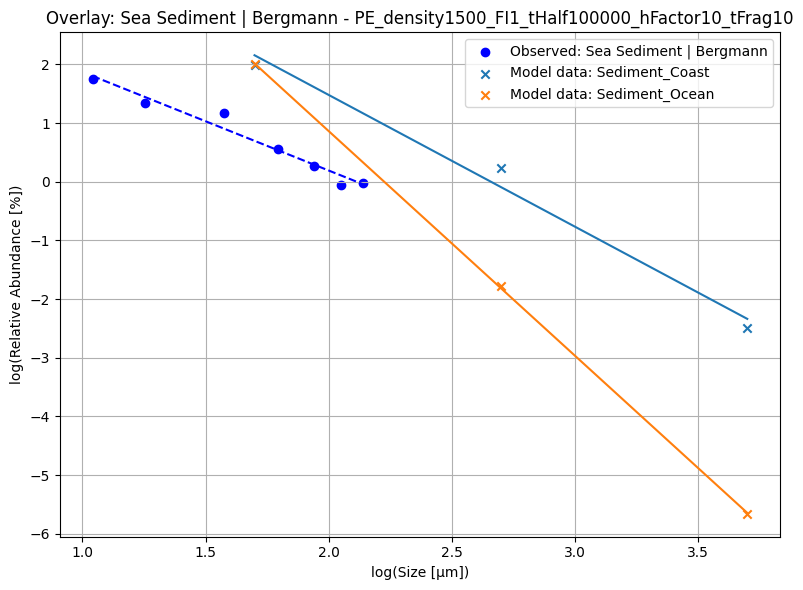 Overlay: Sea Sediment | Bergmann - PE_density1500_FI1_tHalf100000_hFactor10_tFrag10
Observed: Sea Sediment | Bergmann
Model data: Sediment_Coast
Model data: Sediment_Ocean
log(Relative Abundance [%])
2
1
0
−1
−2
−3
−4
−5
−6
1.0
1.5
2.0
2.5
3.0
3.5
log(Size [µm])